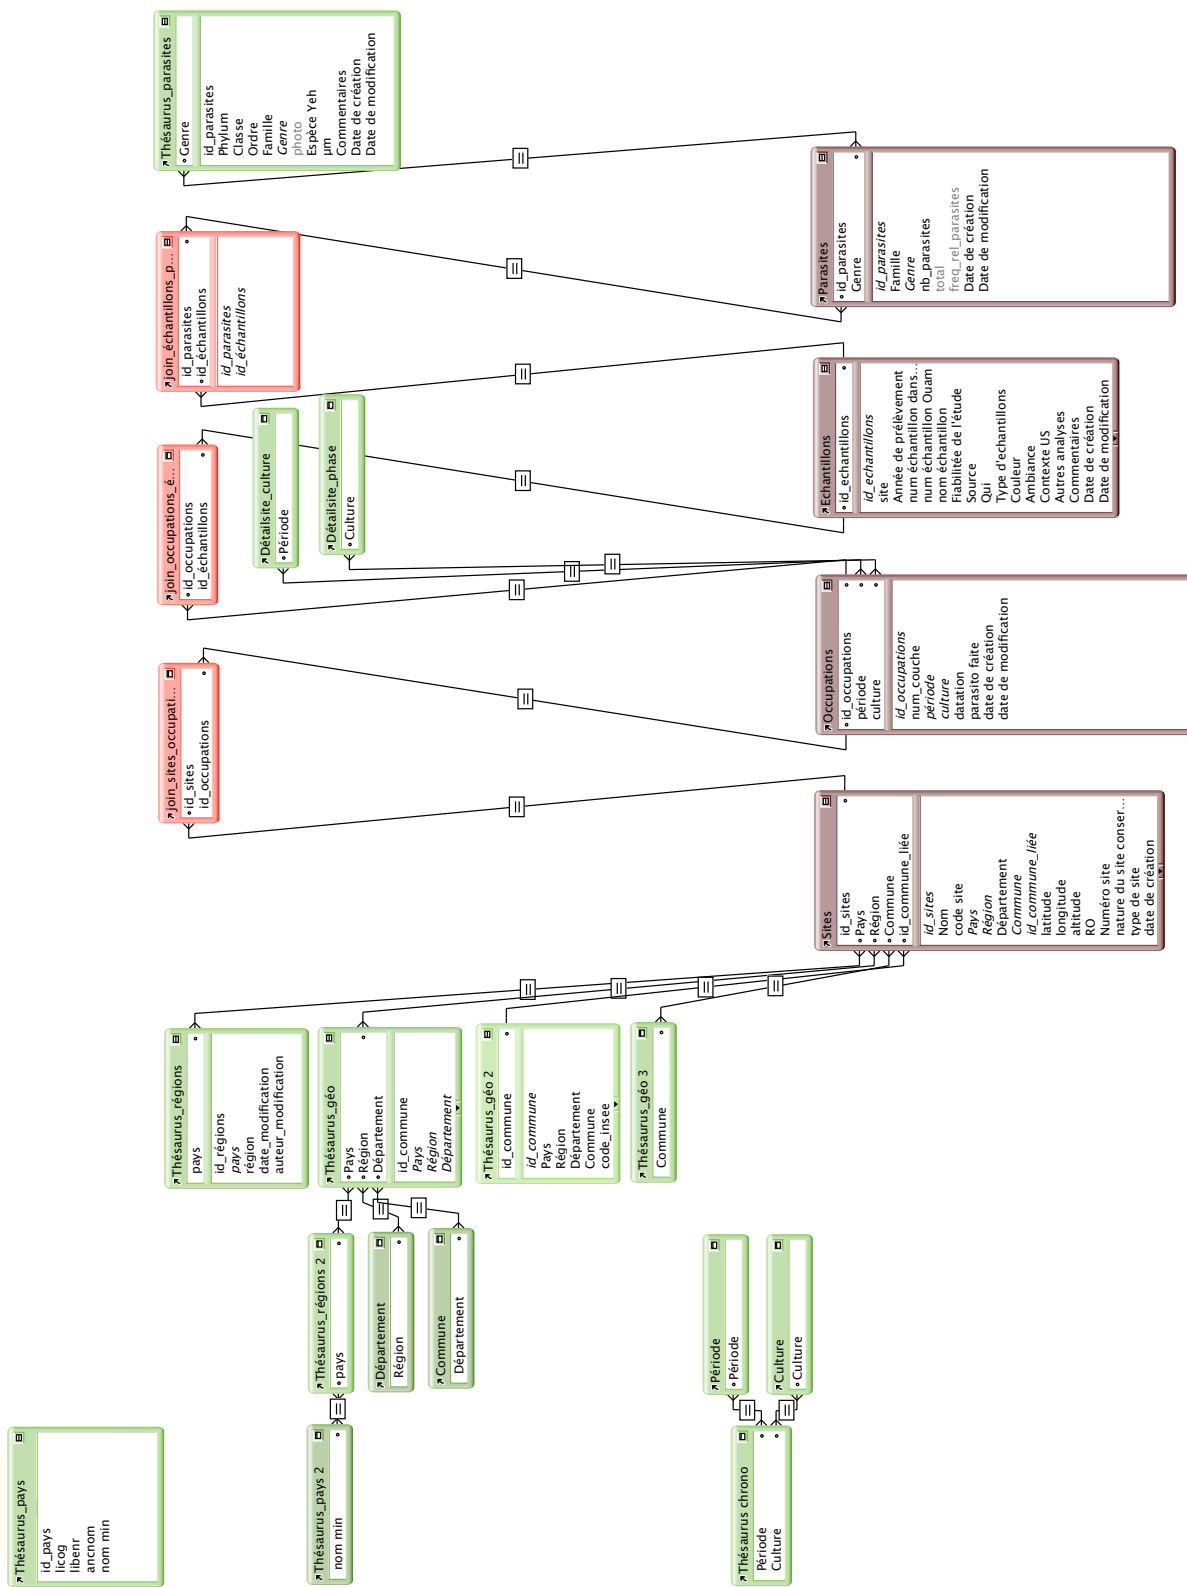 Thésaurus_pays
id_pays
licog
libenr
ancnom
nom min
Thésaurus_pays 2
nom min
Thésaurus chrono
Période
Culture
Thésaurus_régions 2
pays
Département
Région
Commune
Département
Période
Période
Culture
Culture
Thésaurus_régions
pays
id_régions
pays
région
date_modification
auteur_modification
Thésaurus_géo
Pays
Région
Département
id_commune
Pays
Région
Département
Thésaurus_géo 2
id_commune
id_commune
Pays
Région
Département
Commune
code_insee
Thésaurus_géo 3
Commune
Sites
id_sites
Pays
Région
Commune
id_commune_liée
id_sites
Nom
code site
Pays
Région
Département
Commune
id_commune_liée
latitude
longitude
altitude
RO
Numéro site
nature du site conser...
type de site
date de création
join_sites_occupati...
id_sites
id_occupations
Occupations
id_occupations
période
culture
id_occupations
num_couche
période
culture
datation
parasito faite
date de création
date de modification
join_occupations_é...
id_occupations
id_échantillons
Détailsite_culture
Période
Détailsite_phase
Culture
Echantillons
id_echantillons
id_echantillons
site
Année de prélèvement
num échantillon dans...
num échantillon Ouam
nom échantillon
Fiabilitée de l'étude
Source
Qui
Type d'echantillons
Couleur
Ambiance
Contexte US
Autres analyses
Commentaires
Date de création
Date de modification
join_échantillons_p...
id_parasites
id_échantillons
id_parasites
id_échantillons
Parasites
id_parasites
Genre
id_parasites
Famille
Genre
nb_parasites
total
freq_rel_parasites
Date de création
Date de modification
Thésaurus_parasites
Genre
id_parasites
Phylum
Classe
Ordre
Famille
Genre
photo
Espèce Yeh
µm
Commentaires
Date de création
Date de modification